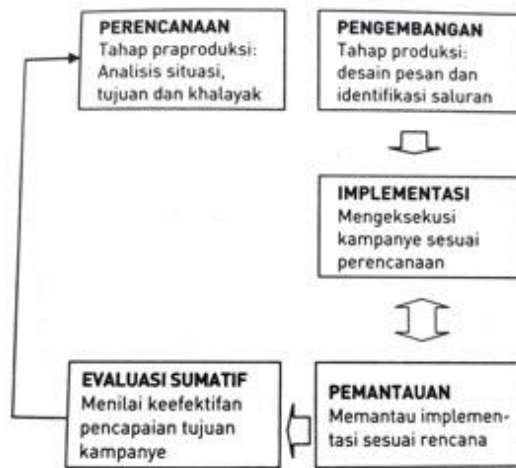 PERENCANAAN
Tahap praproduksi:
Analisis situasi,
tujuan dan khalayak
PENGEMBANGAN
Tahap produksi:
desain pesan dan
identifikasi saluran
IMPLEMENTASI
Mengeksekusi
kampanye sesuai
perencanaan
PEMANTAUAN
Memantau implemen-
tasi sesuai rencana
EVALUASI SUMATIF
Menilai keefektifan
pencapaian tujuan
kampanye